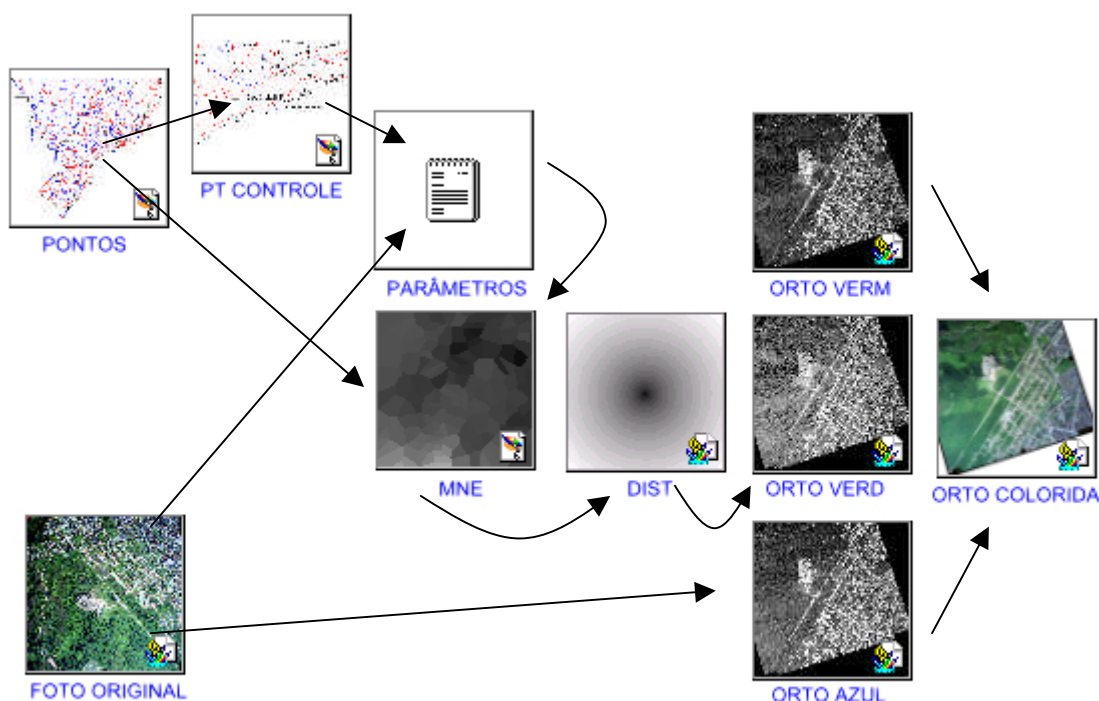 PT CONTROLE
PONTOS
PARÂMETROS
ORTO VERM
MNE
DIST
ORTO VERD
ORTO COLORIDA
FOTO ORIGINAL
ORTO AZUL